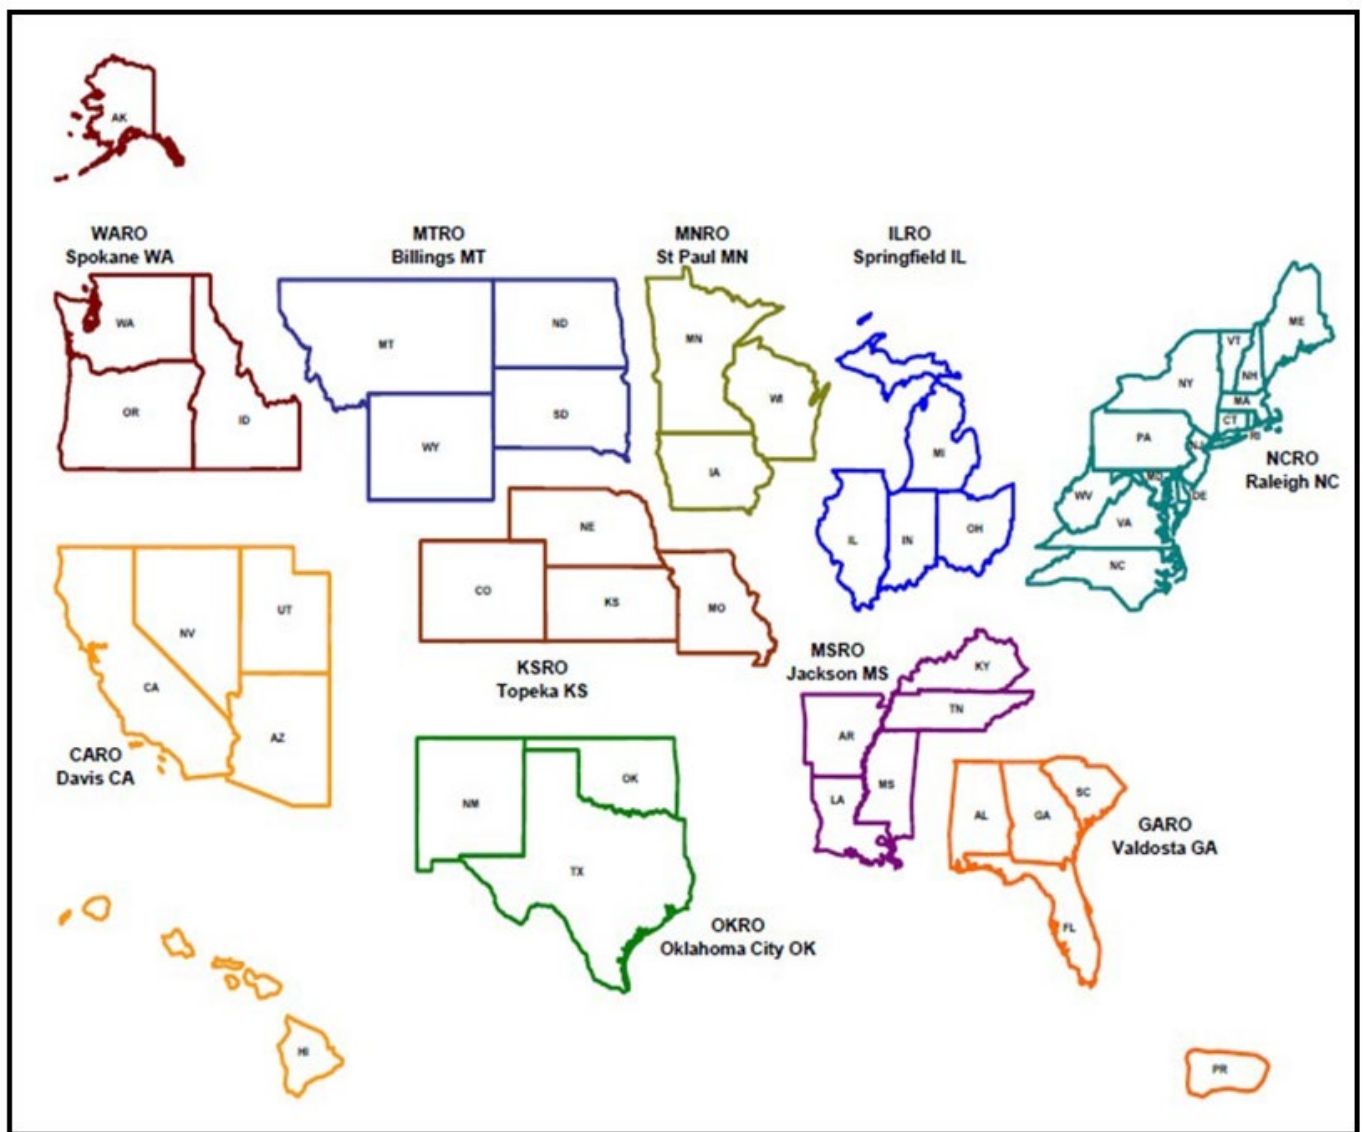 AK
WARO
Spokane WA
MTRO
Billings MT
MNRO
St Paul MN
ILRO
Springfield IL
WA
OR
ID
MT
ND
SD
WY
MN
WI
IA
MI
IL
IN
OH
ME
VT
NH
NY
MA
CT
RI
PA
NJ
MD
DE
WV
VA
NC
NCRO
Raleigh NC
NE
CO
KS
MO
KSRO
Topeka KS
UT
NV
CA
AZ
CARO
Davis CA
MSRO
Jackson MS
KY
TN
AR
MS
LA
NM
OK
TX
OKRO
Oklahoma City OK
AL
GA
SC
FL
GARO
Valdosta GA
HI
PR